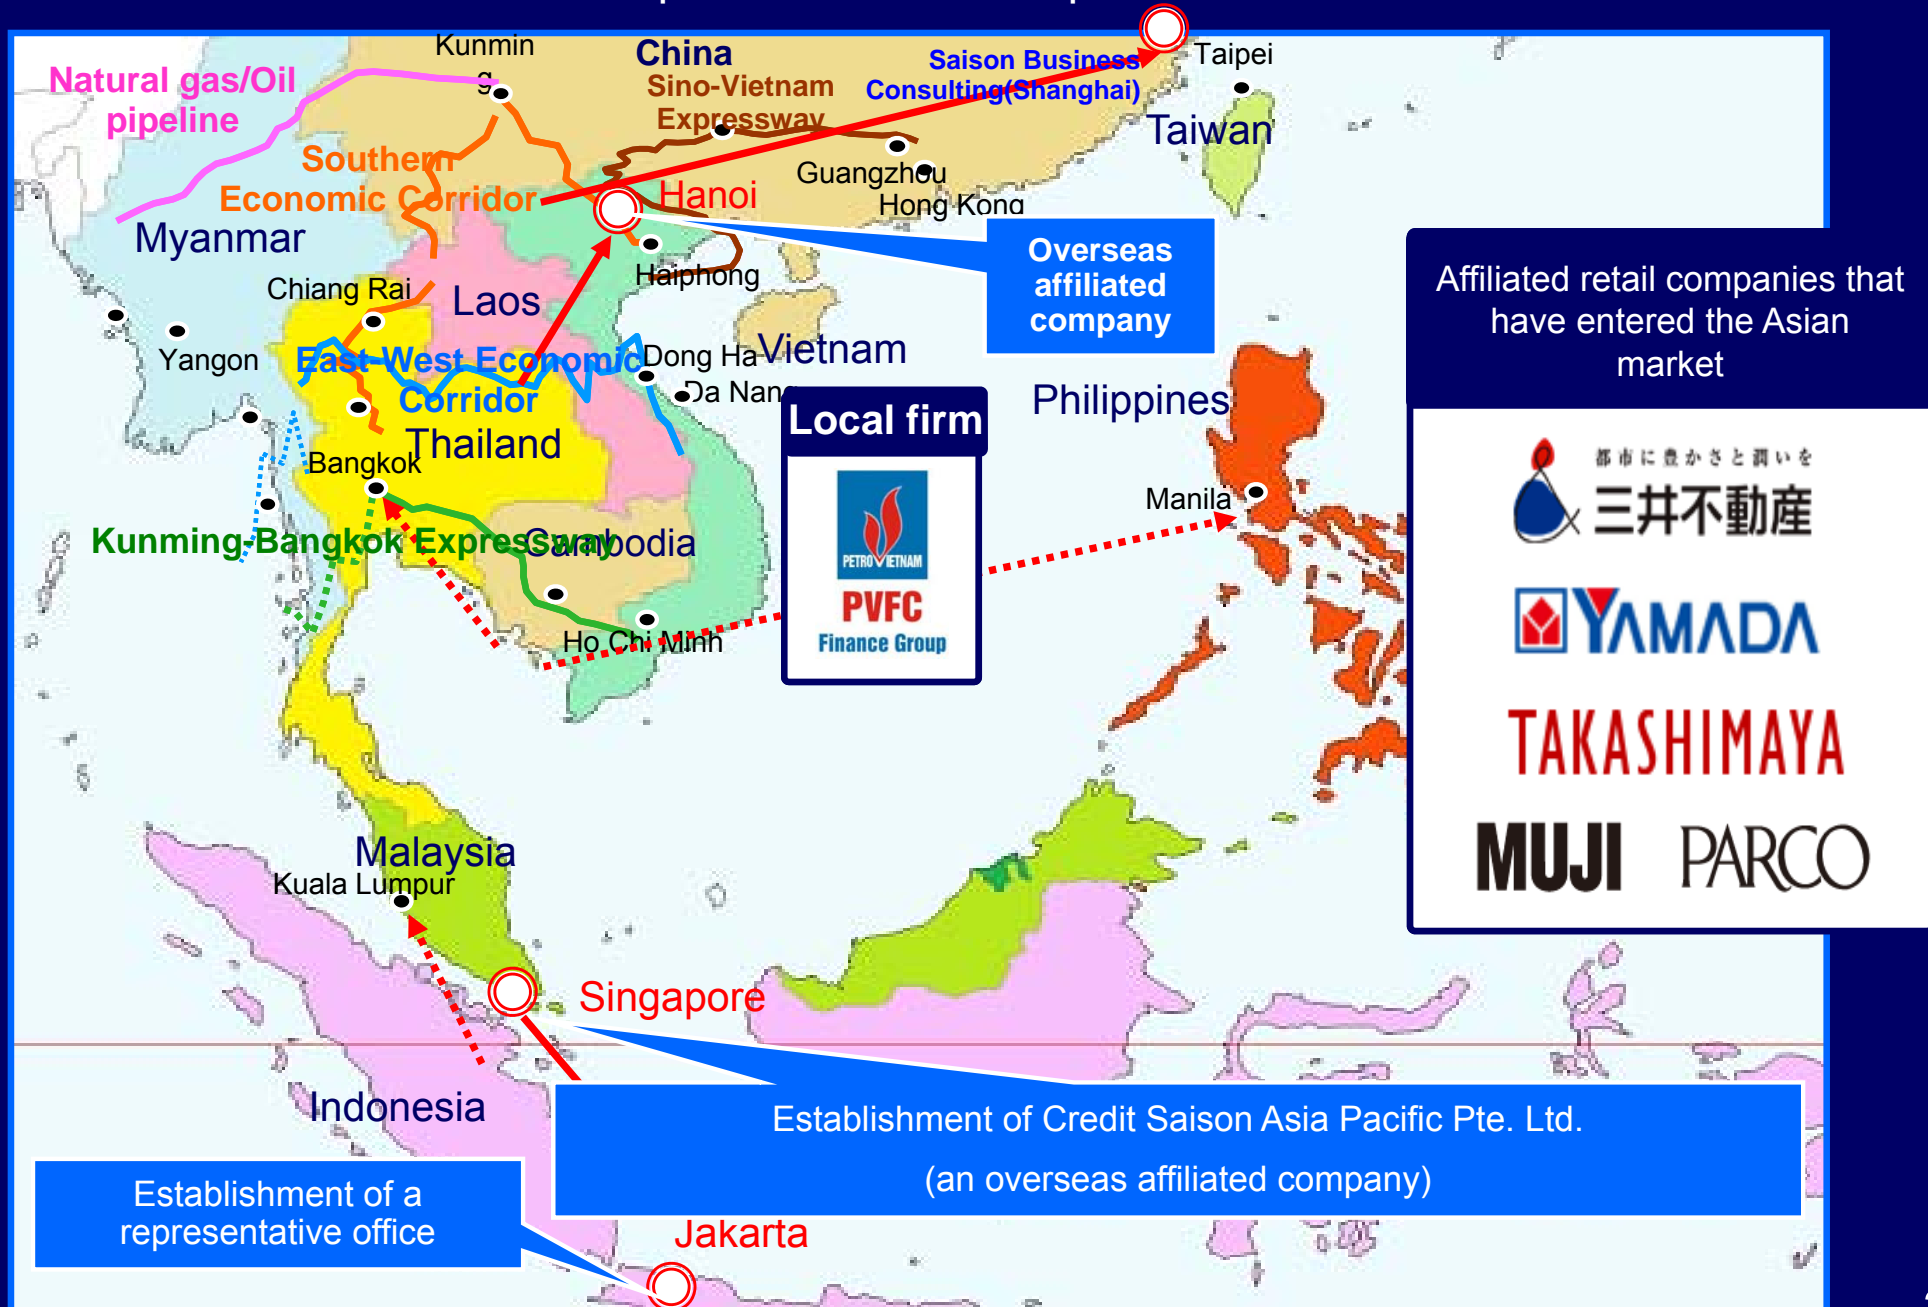 Kunmin
g
China
Natural gas/Oil
pipeline
Sino-Vietnam
Expressway
Saison Business
Consulting(Shanghai)
Taipei
Taiwan
Southern
Economic Corridor
Guangzhou
Hong Kong
Hanoi
Myanmar
Haiphong
Overseas
affiliated
company
Chiang Rai
Laos
Yangon
East-West Economic
Corridor
Dong Ha
Vietnam
Da Nang
Thailand
Bangkok
Philippines
Manila
Local firm
PETROVIETNAM
PVFC
Finance Group
Kunming-Bangkok Expressway
Cambodia
Ho Chi Minh
Affiliated retail companies that
have entered the Asian
market
都市に豊かさと潤いを
三井不動産
YAMADA
TAKASHIMAYA
MUJI PARCO
Malaysia
Kuala Lumpur
Singapore
Indonesia
Establishment of Credit Saison Asia Pacific Pte. Ltd.
(an overseas affiliated company)
Establishment of a
representative office
Jakarta